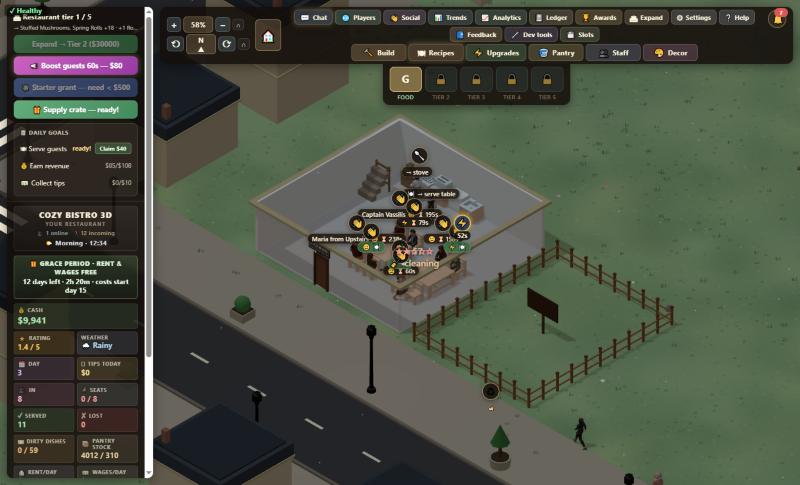 ✓ Healthy
Restaurant tier 1 / 5
→ Stuffed Mushrooms, Spring Rolls +18 · +1 flo...
Expand → Tier 2 ($30000)
Boost guests 60s — $80
Starter grant — need < $500
Supply crate — ready!
DAILY GOALS
Serve guests ready! Claim $40
Earn revenue $85/$108
Collect tips $0/$10
COZY BISTRO 3D
YOUR RESTAURANT
1 online 12 incoming
Morning · 12:34
GRACE PERIOD · RENT &
WAGES FREE
12 days left · 2h 20m · costs start
day 15
CASH
$9,941
RATING
1.4 / 5
WEATHER
Rainy
DAY
3
TIPS TODAY
$0
IN
8
SEATS
0 / 8
✓ SERVED
11
✗ LOST
0
DIRTY DISHES
0 / 59
PANTRY
STOCK
4012 / 310
RENT/DAY
WAGES/DAY
+
58%
−
N
Chat
Players
Social
Trends
Analytics
Ledger
Awards
Expand
Settings
? Help
Feedback
Dev tools
Slots
Build
Recipes
Upgrades
Pantry
Staff
Decor
G
FOOD
TIER 2
TIER 3
TIER 4
TIER 5
→ stove
→ serve table
Captain Vassilis
195s
79s
52s
Maria from Upstairs
cleaning
60s